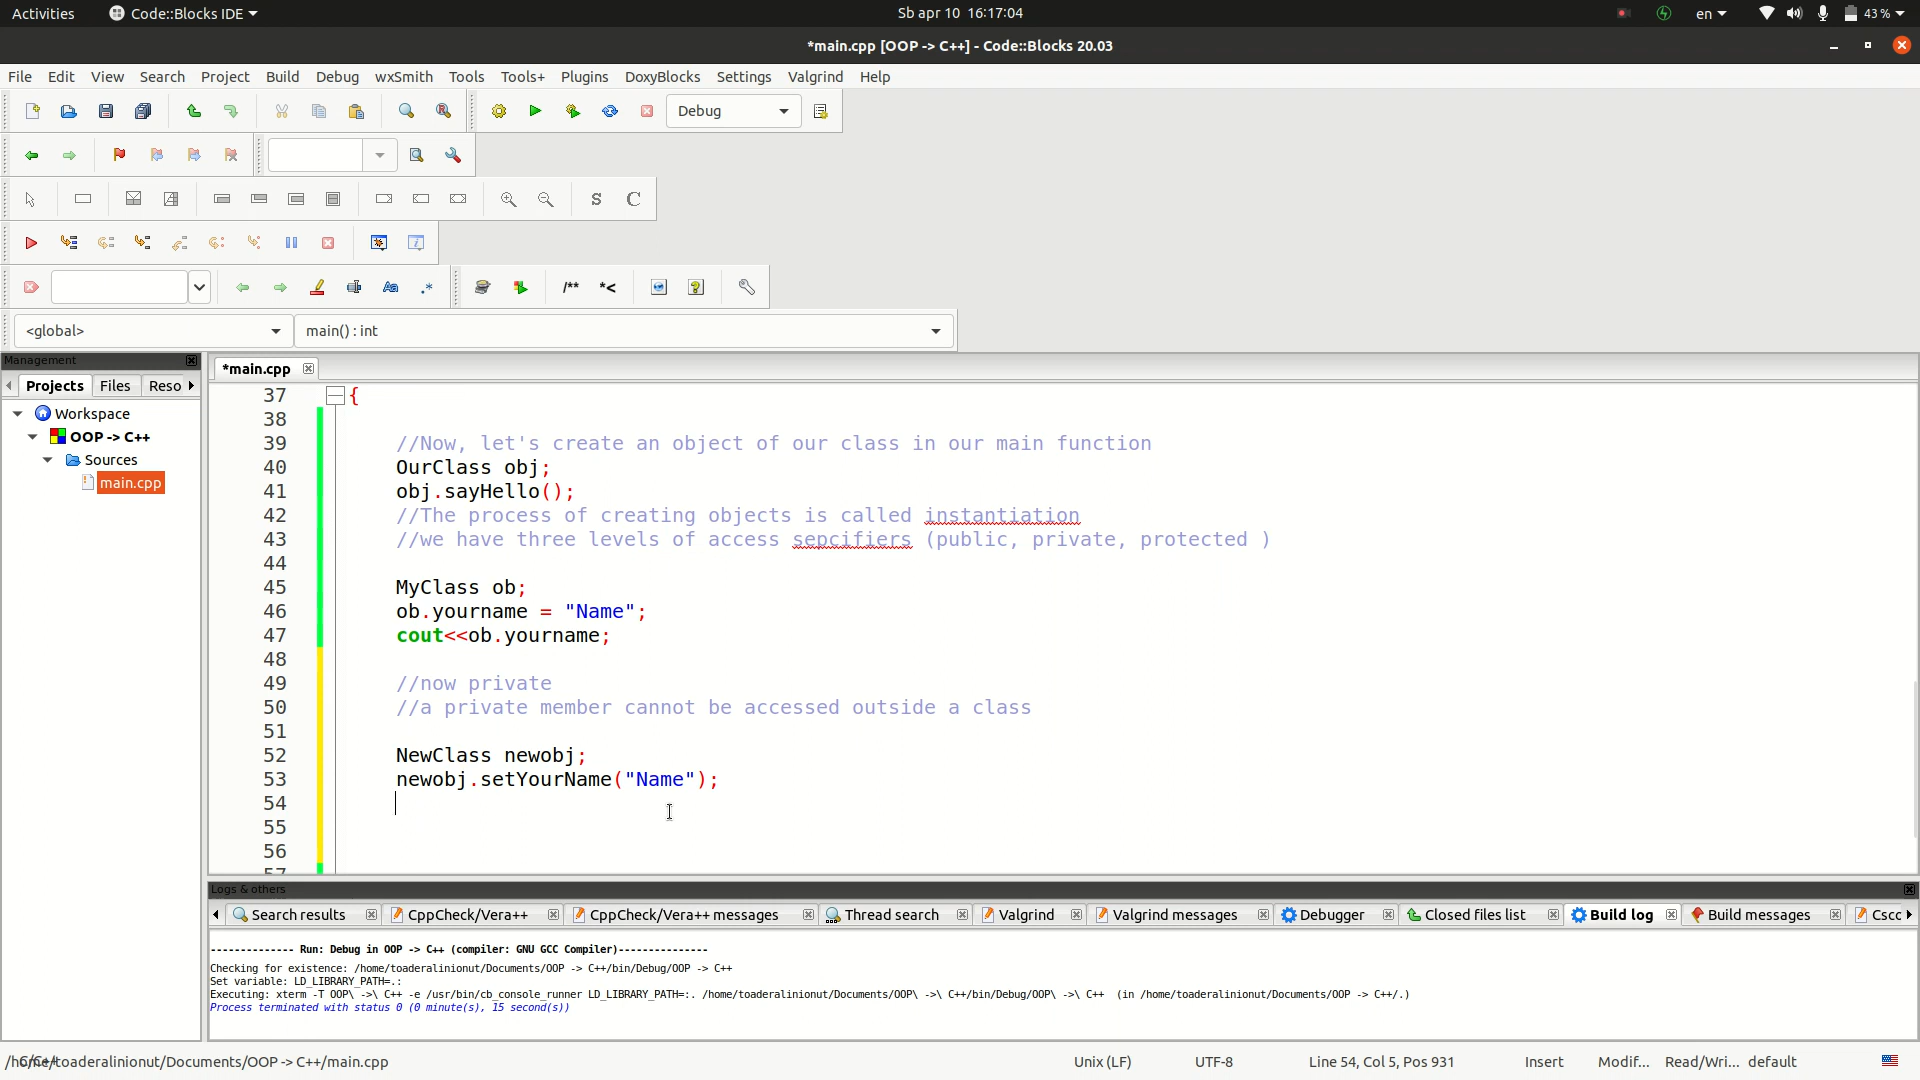 Activities Code::Blocks IDE Sb apr 10 16:17:04 en 43 %
*main.cpp [OOP -> C++] - Code::Blocks 20.03
File Edit View Search Project Build Debug wxSmith Tools Tools+ Plugins DoxyBlocks Settings Valgrind Help
Debug
S C
Aa .* /** *<
<global> main() : int
Management
*main.cpp
Projects Files Reso
Workspace
OOP -> C++
Sources
main.cpp
37 {
38
39 //Now, let's create an object of our class in our main function
40 OurClass obj;
41 obj.sayHello();
42 //The process of creating objects is called instantiation
43 //we have three levels of access sepcifiers (public, private, protected )
44
45 MyClass ob;
46 ob.yourname = "Name";
47 cout<<ob.yourname;
48
49 //now private
50 //a private member cannot be accessed outside a class
51
52 NewClass newobj;
53 newobj.setYourName("Name");
54
55
56
57
Logs & others
Search results CppCheck/Vera++ CppCheck/Vera++ messages Thread search Valgrind Valgrind messages Debugger Closed files list Build log Build messages Cscc
-------------- Run: Debug in OOP -> C++ (compiler: GNU GCC Compiler)---------------
Checking for existence: /home/toaderalinionut/Documents/OOP -> C++/bin/Debug/OOP -> C++
Set variable: LD_LIBRARY_PATH=.:
Executing: xterm -T OOP\ ->\ C++ -e /usr/bin/cb_console_runner LD_LIBRARY_PATH=:. /home/toaderalinionut/Documents/OOP\ ->\ C++/bin/Debug/OOP\ ->\ C++ (in /home/toaderalinionut/Documents/OOP -> C++/.)
Process terminated with status 0 (0 minute(s), 15 second(s))
toaderalinionut/Documents/OOP -> C++/main.cpp Unix (LF) UTF-8 Line 54, Col 5, Pos 931 Insert Modif... Read/Wri... default